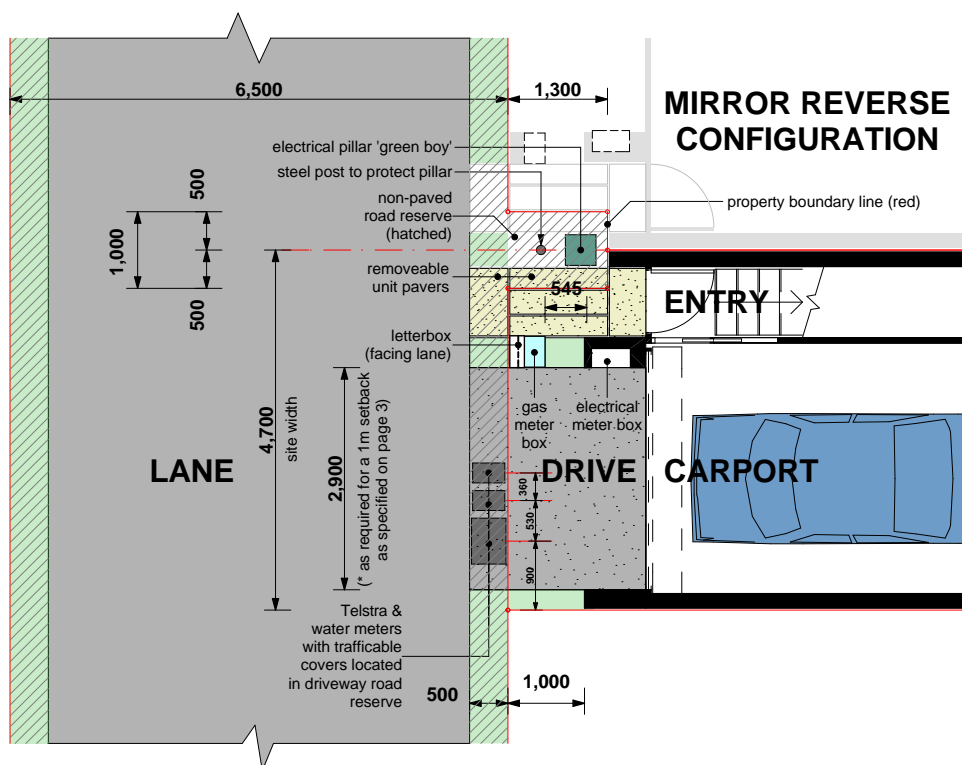 6,500
1,300
MIRROR REVERSE
CONFIGURATION
electrical pillar 'green boy'
steel post to protect pillar
non-paved
road reserve
(hatched)
property boundary line (red)
500
1,000
500
removeable
unit pavers
545
ENTRY
letterbox
(facing lane)
gas
meter
box
electrical
meter box
4,700
site width
2,900
(* as required for a 1m setback
as specified on page 3)
LANE
DRIVE
CARPORT
360
530
900
Telstra &
water meters
with trafficable
covers located
in driveway road
reserve
500
1,000